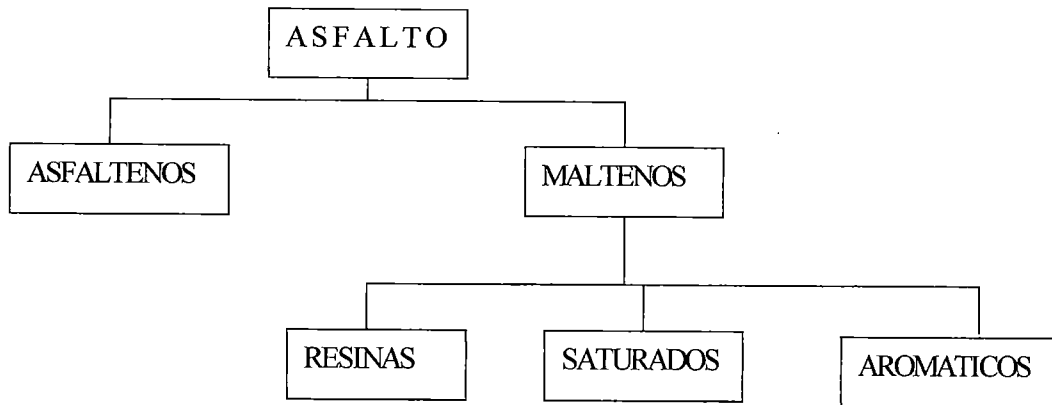 ASFALTO
ASFALTENOS
MALTENOS
RESINAS
SATURADOS
AROMATICOS